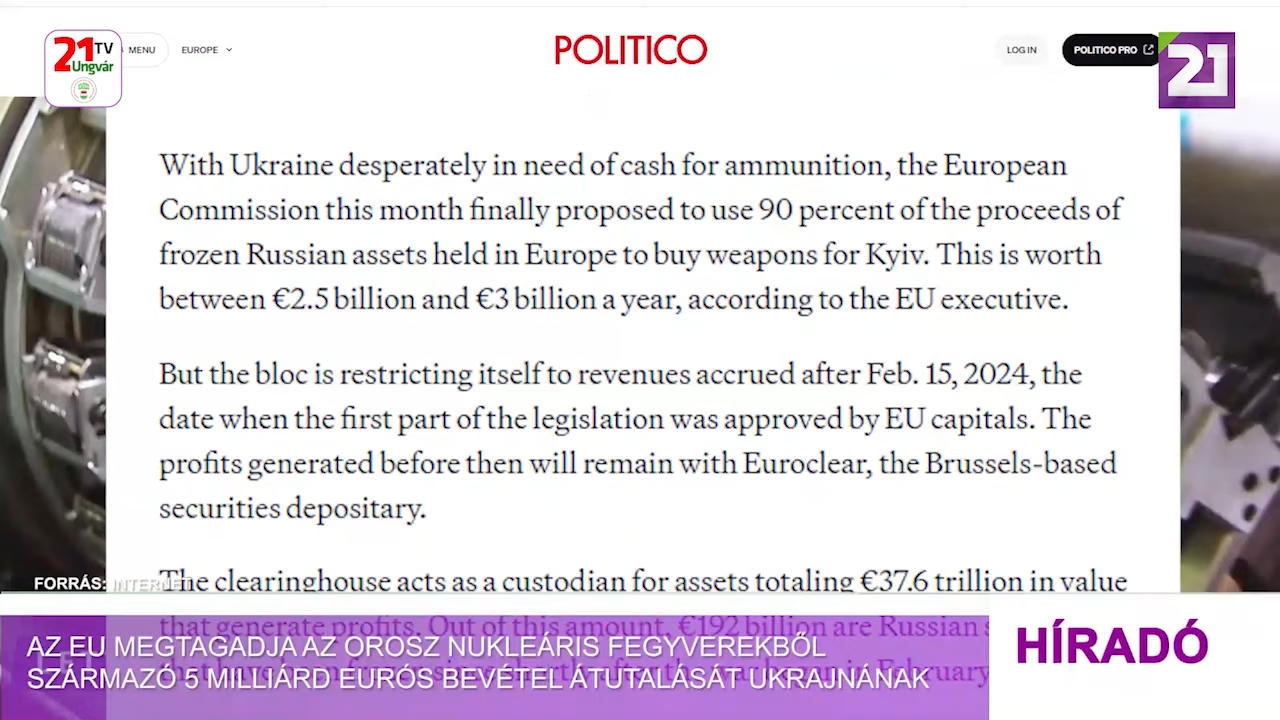 21 TV
Ungvár
MENU
EUROPE
POLITICO
LOG IN
POLITICO PRO
21
With Ukraine desperately in need of cash for ammunition, the European
Commission this month finally proposed to use 90 percent of the proceeds of
frozen Russian assets held in Europe to buy weapons for Kyiv. This is worth
between €2.5 billion and €3 billion a year, according to the EU executive.
But the bloc is restricting itself to revenues accrued after Feb. 15, 2024, the
date when the first part of the legislation was approved by EU capitals. The
profits generated before then will remain with Euroclear, the Brussels-based
securities depositary.
FORRÁS: INTERNET
The clearinghouse acts as a custodian for assets totaling €37.6 trillion in value
that generate profits. Out of this amount, €192 billion are Russian
AZ EU MEGTAGADJA AZ OROSZ NUKLEÁRIS FEGYVEREKBŐL
SZÁRMAZÓ 5 MILLIÁRD EURÓS BEVÉTEL ÁTUTALÁSÁT UKRAJNÁNAK
HÍRADÓ